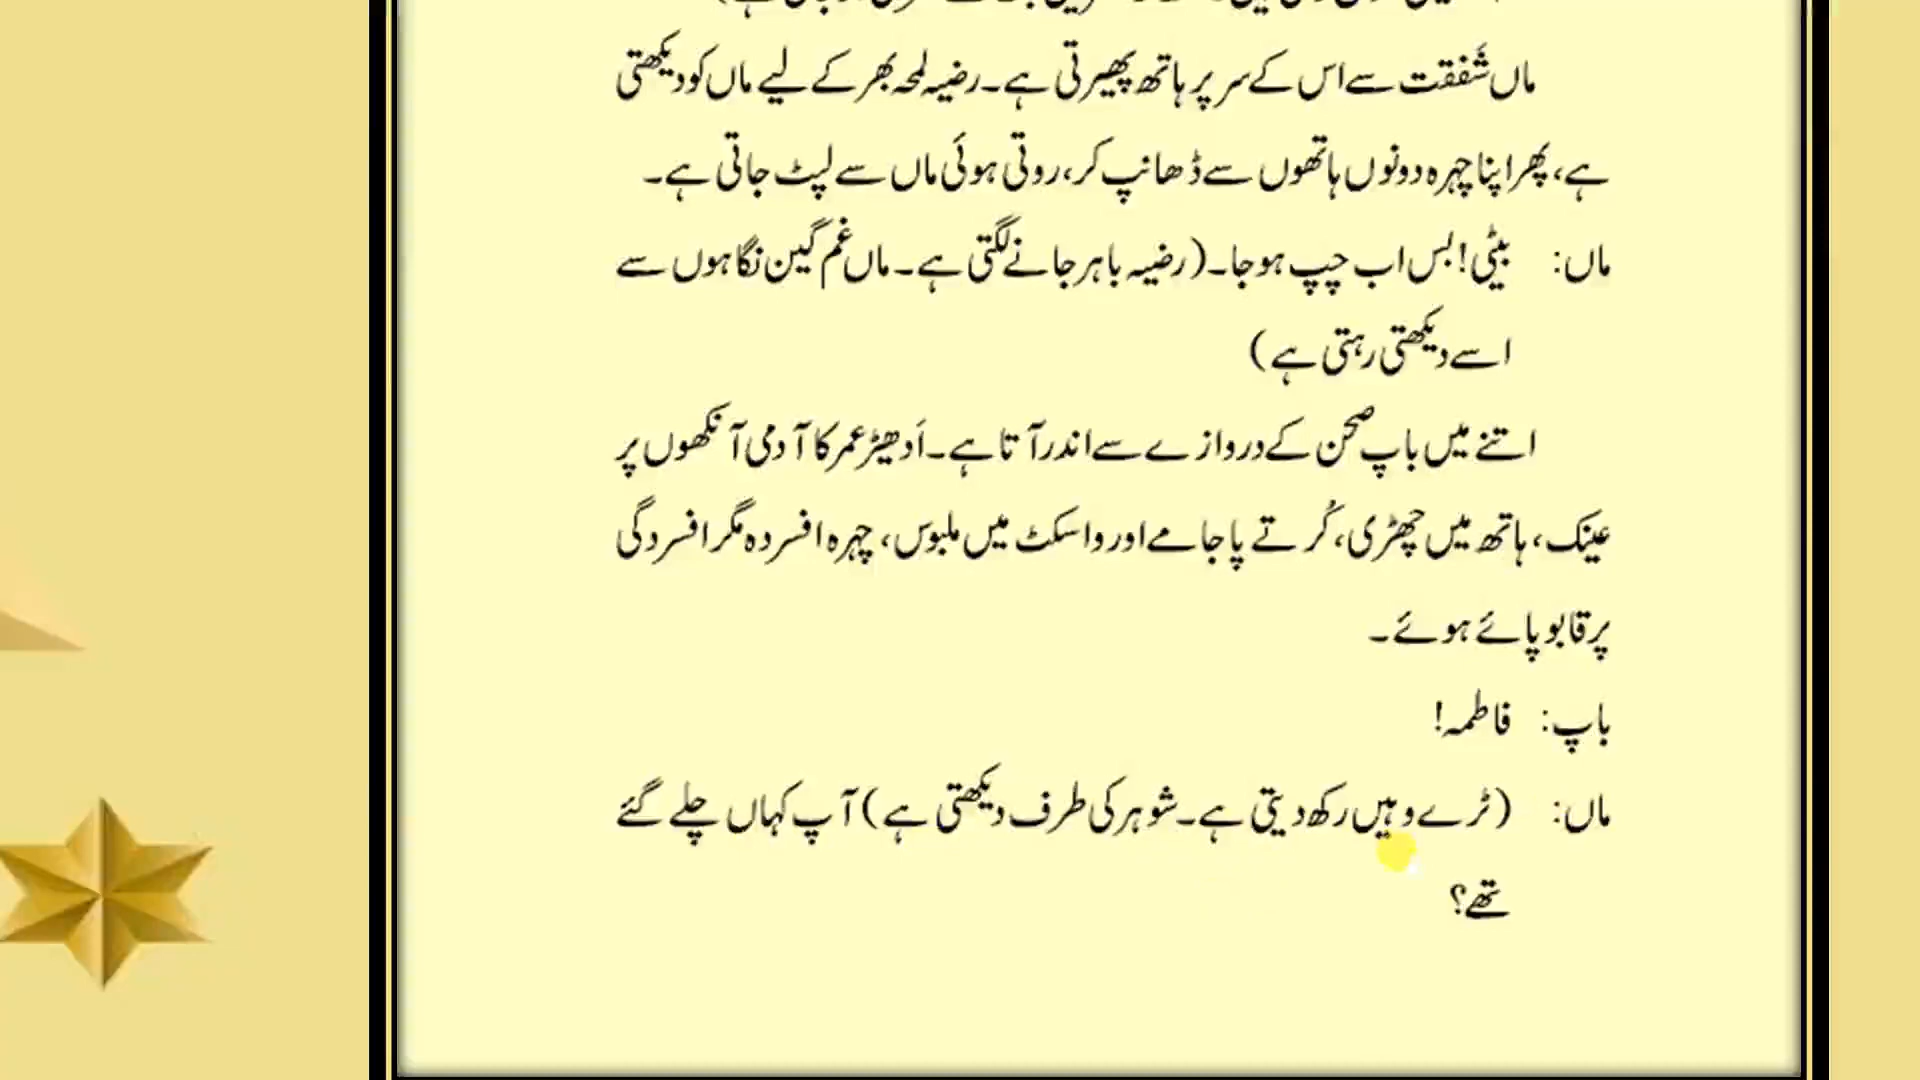 ماں شَفقت سے اس کے سر پر ہاتھ پھیرتی ہے۔ رضیہ لمحہ بھر کے لیے ماں کو دیکھتی
ہے، پھر اپنا چہرہ دونوں ہاتھوں سے ڈھانپ کر، روتی ہوئی ماں سے لپٹ جاتی ہے۔
ماں: بیٹی! بس اب چپ ہو جا۔ (رضیہ باہر جانے لگتی ہے۔ ماں غم گین نگاہوں سے
اسے دیکھتی رہتی ہے)
اتنے میں باپ صحن کے دروازے سے اندر آتا ہے۔ اَدھیڑ عمر کا آدمی آنکھوں پر
عینک، ہاتھ میں چھڑی، کُرتے پاجامے اور واسکٹ میں ملبوس، چہرہ افسردہ مگر افسردگی
پر قابو پائے ہوئے۔
باپ: فاطمہ!
ماں: (ٹرے وہیں رکھ دیتی ہے۔ شوہر کی طرف دیکھتی ہے) آپ کہاں چلے گئے
تھے؟